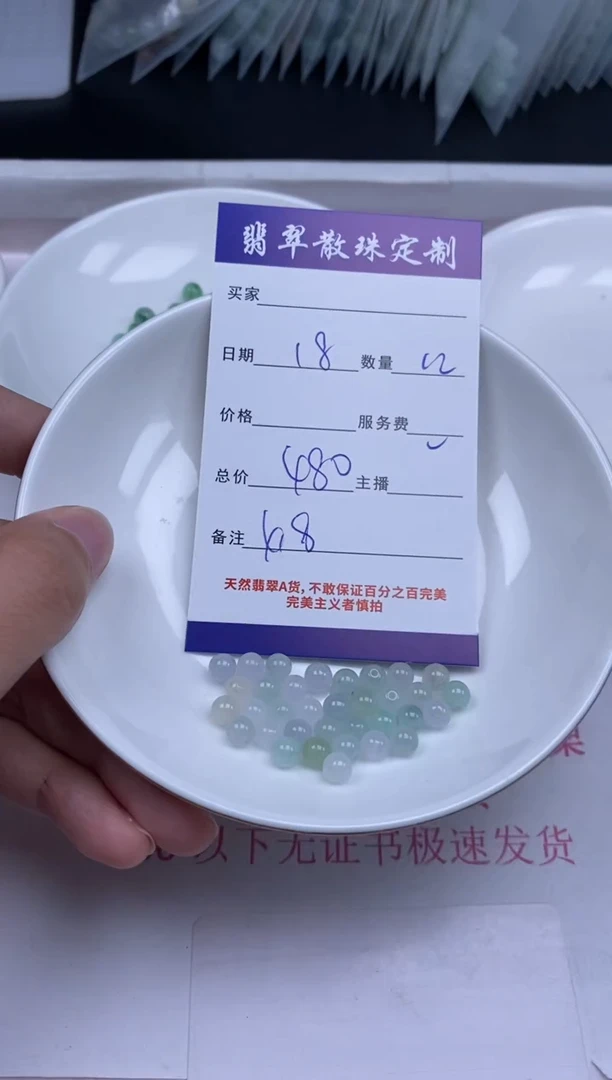 翡翠散珠定制
买家
日期 18 数量
价格 服务费
总价 480 主播
备注
天然翡翠A货,不敢保证百分之百完美
完美主义者慎拍
以下无证书极速发货